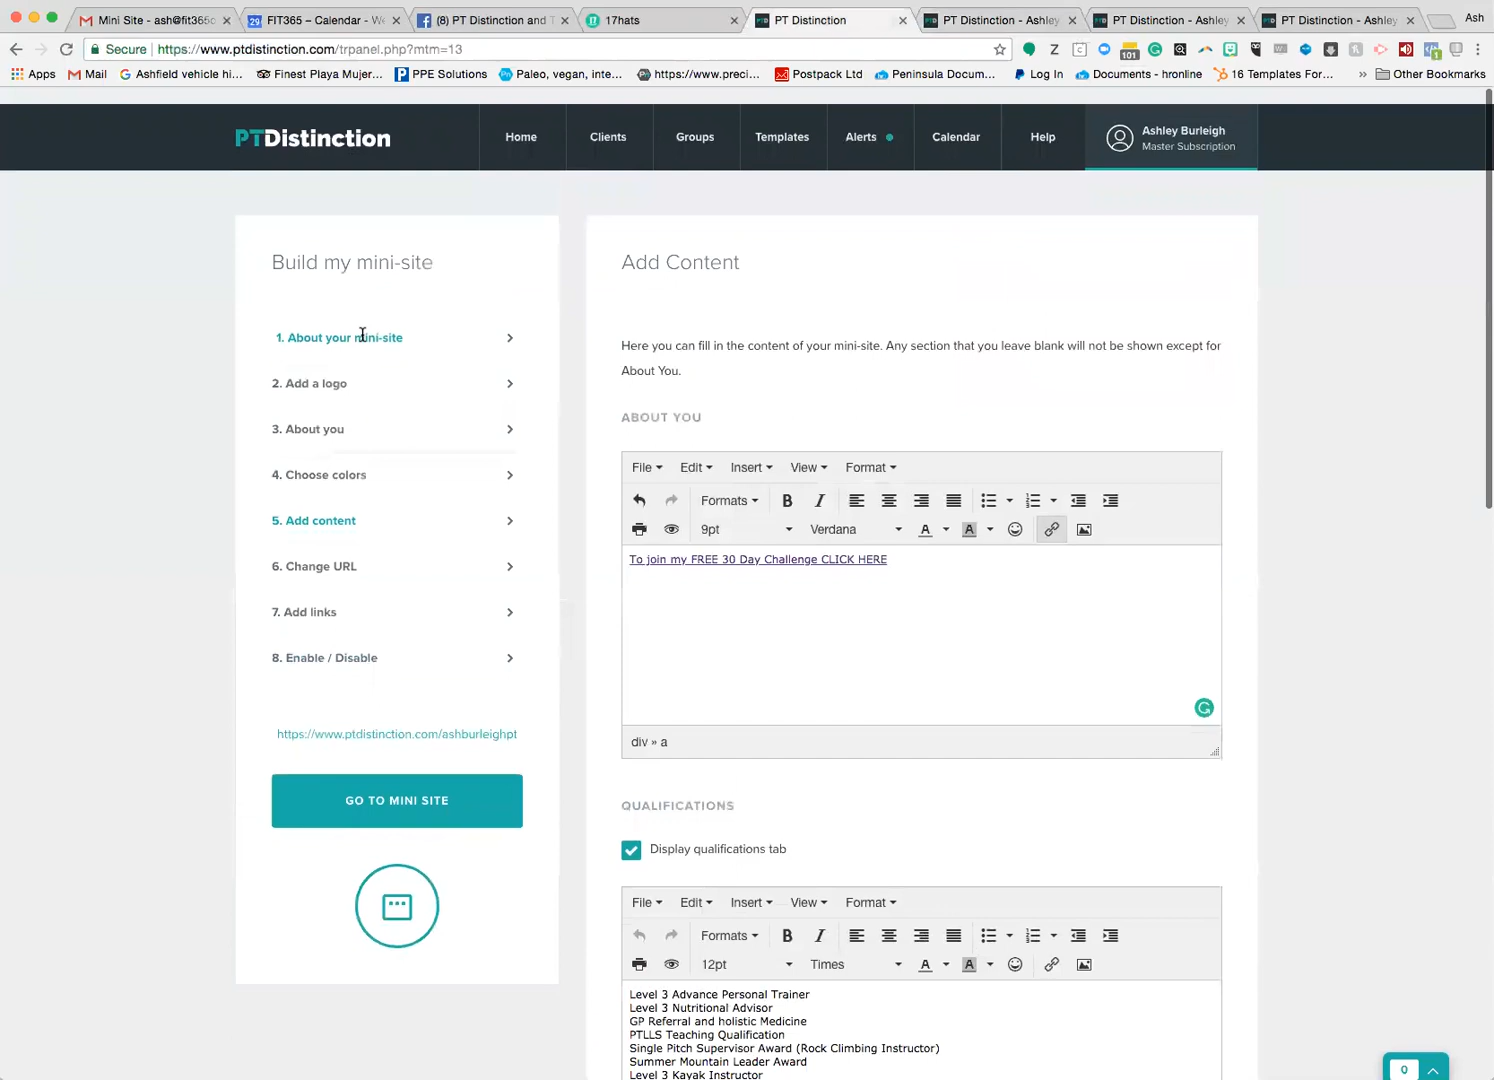 Mini Site - ash@fit365o
FIT365 – Calendar - We
(8) PT Distinction and T
17hats
PT Distinction
PT Distinction - Ashley
PT Distinction - Ashley
PT Distinction - Ashley
Ash
Secure
https://www.ptdistinction.com/trpanel.php?mtm=13
101
1
Apps
Mail
Ashfield vehicle hi...
Finest Playa Mujer...
PPE Solutions
Paleo, vegan, inte...
https://www.preci...
Postpack Ltd
Peninsula Docum...
Log In
Documents - hronline
16 Templates For...
»
Other Bookmarks
PTDistinction
Home
Clients
Groups
Templates
Alerts
Calendar
Help
Ashley Burleigh
Master Subscription
Build my mini-site
1. About your mini-site
2. Add a logo
3. About you
4. Choose colors
5. Add content
6. Change URL
7. Add links
8. Enable / Disable
https://www.ptdistinction.com/ashburleighpt
GO TO MINI SITE
Add Content
Here you can fill in the content of your mini-site. Any section that you leave blank will not be shown except for
About You.
ABOUT YOU
File Edit Insert View Format
Formats B I
9pt Verdana A A
To join my FREE 30 Day Challenge CLICK HERE
div » a
QUALIFICATIONS
Display qualifications tab
File Edit Insert View Format
Formats B I
12pt Times A A
Level 3 Advance Personal Trainer
Level 3 Nutritional Advisor
GP Referral and holistic Medicine
PTLLS Teaching Qualification
Single Pitch Supervisor Award (Rock Climbing Instructor)
Summer Mountain Leader Award
Level 3 Kayak Instructor
0